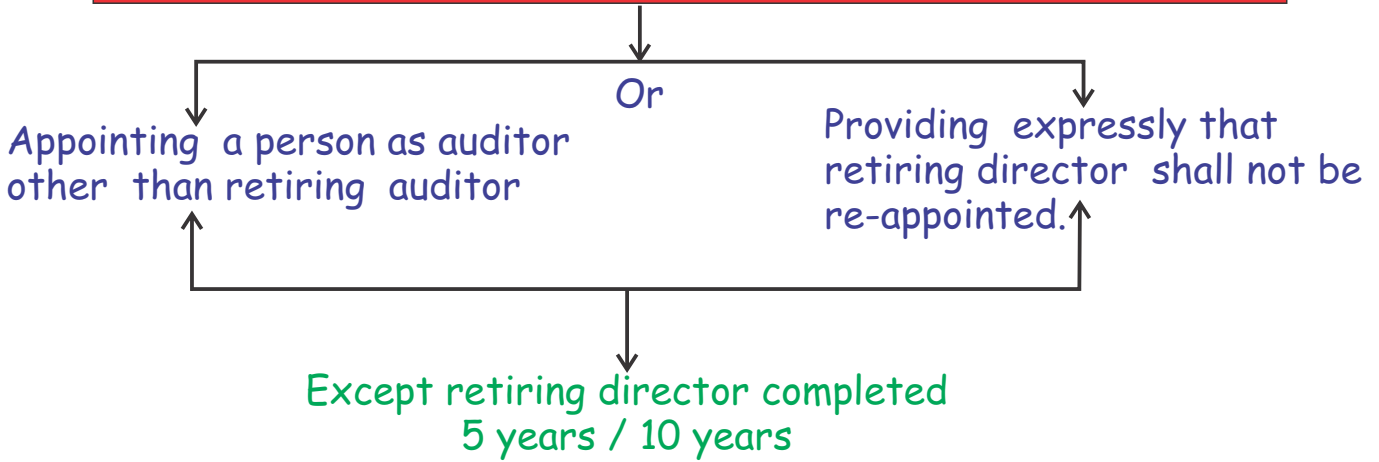 Or
Appointing a person as auditor
other than retiring auditor
Providing expressly that
retiring director shall not be
re-appointed.
Except retiring director completed
5 years / 10 years